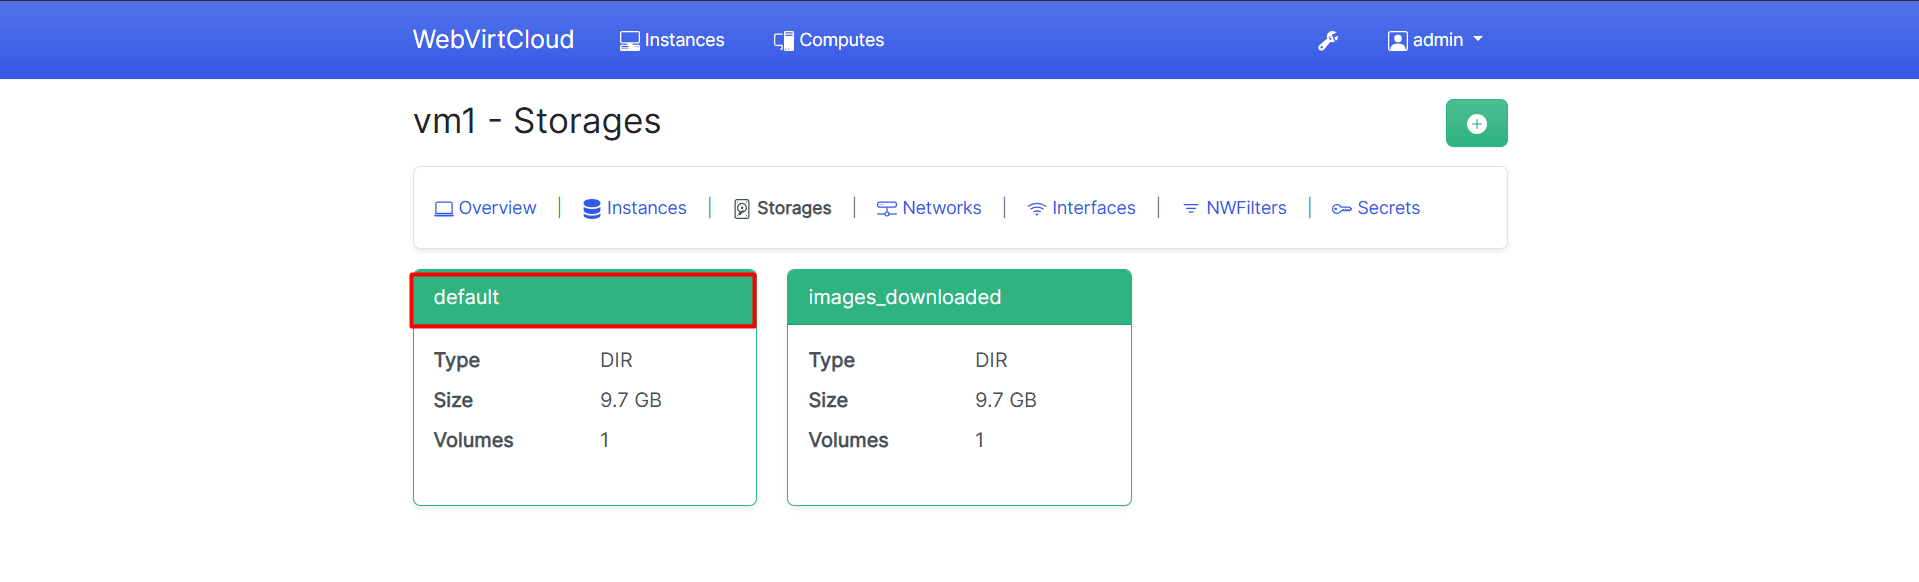 WebVirtCloud Instances Computes admin
vm1 - Storages
Overview | Instances | Storages | Networks | Interfaces | NWFilters | Secrets
default
Type DIR
Size 9.7 GB
Volumes 1
images_downloaded
Type DIR
Size 9.7 GB
Volumes 1